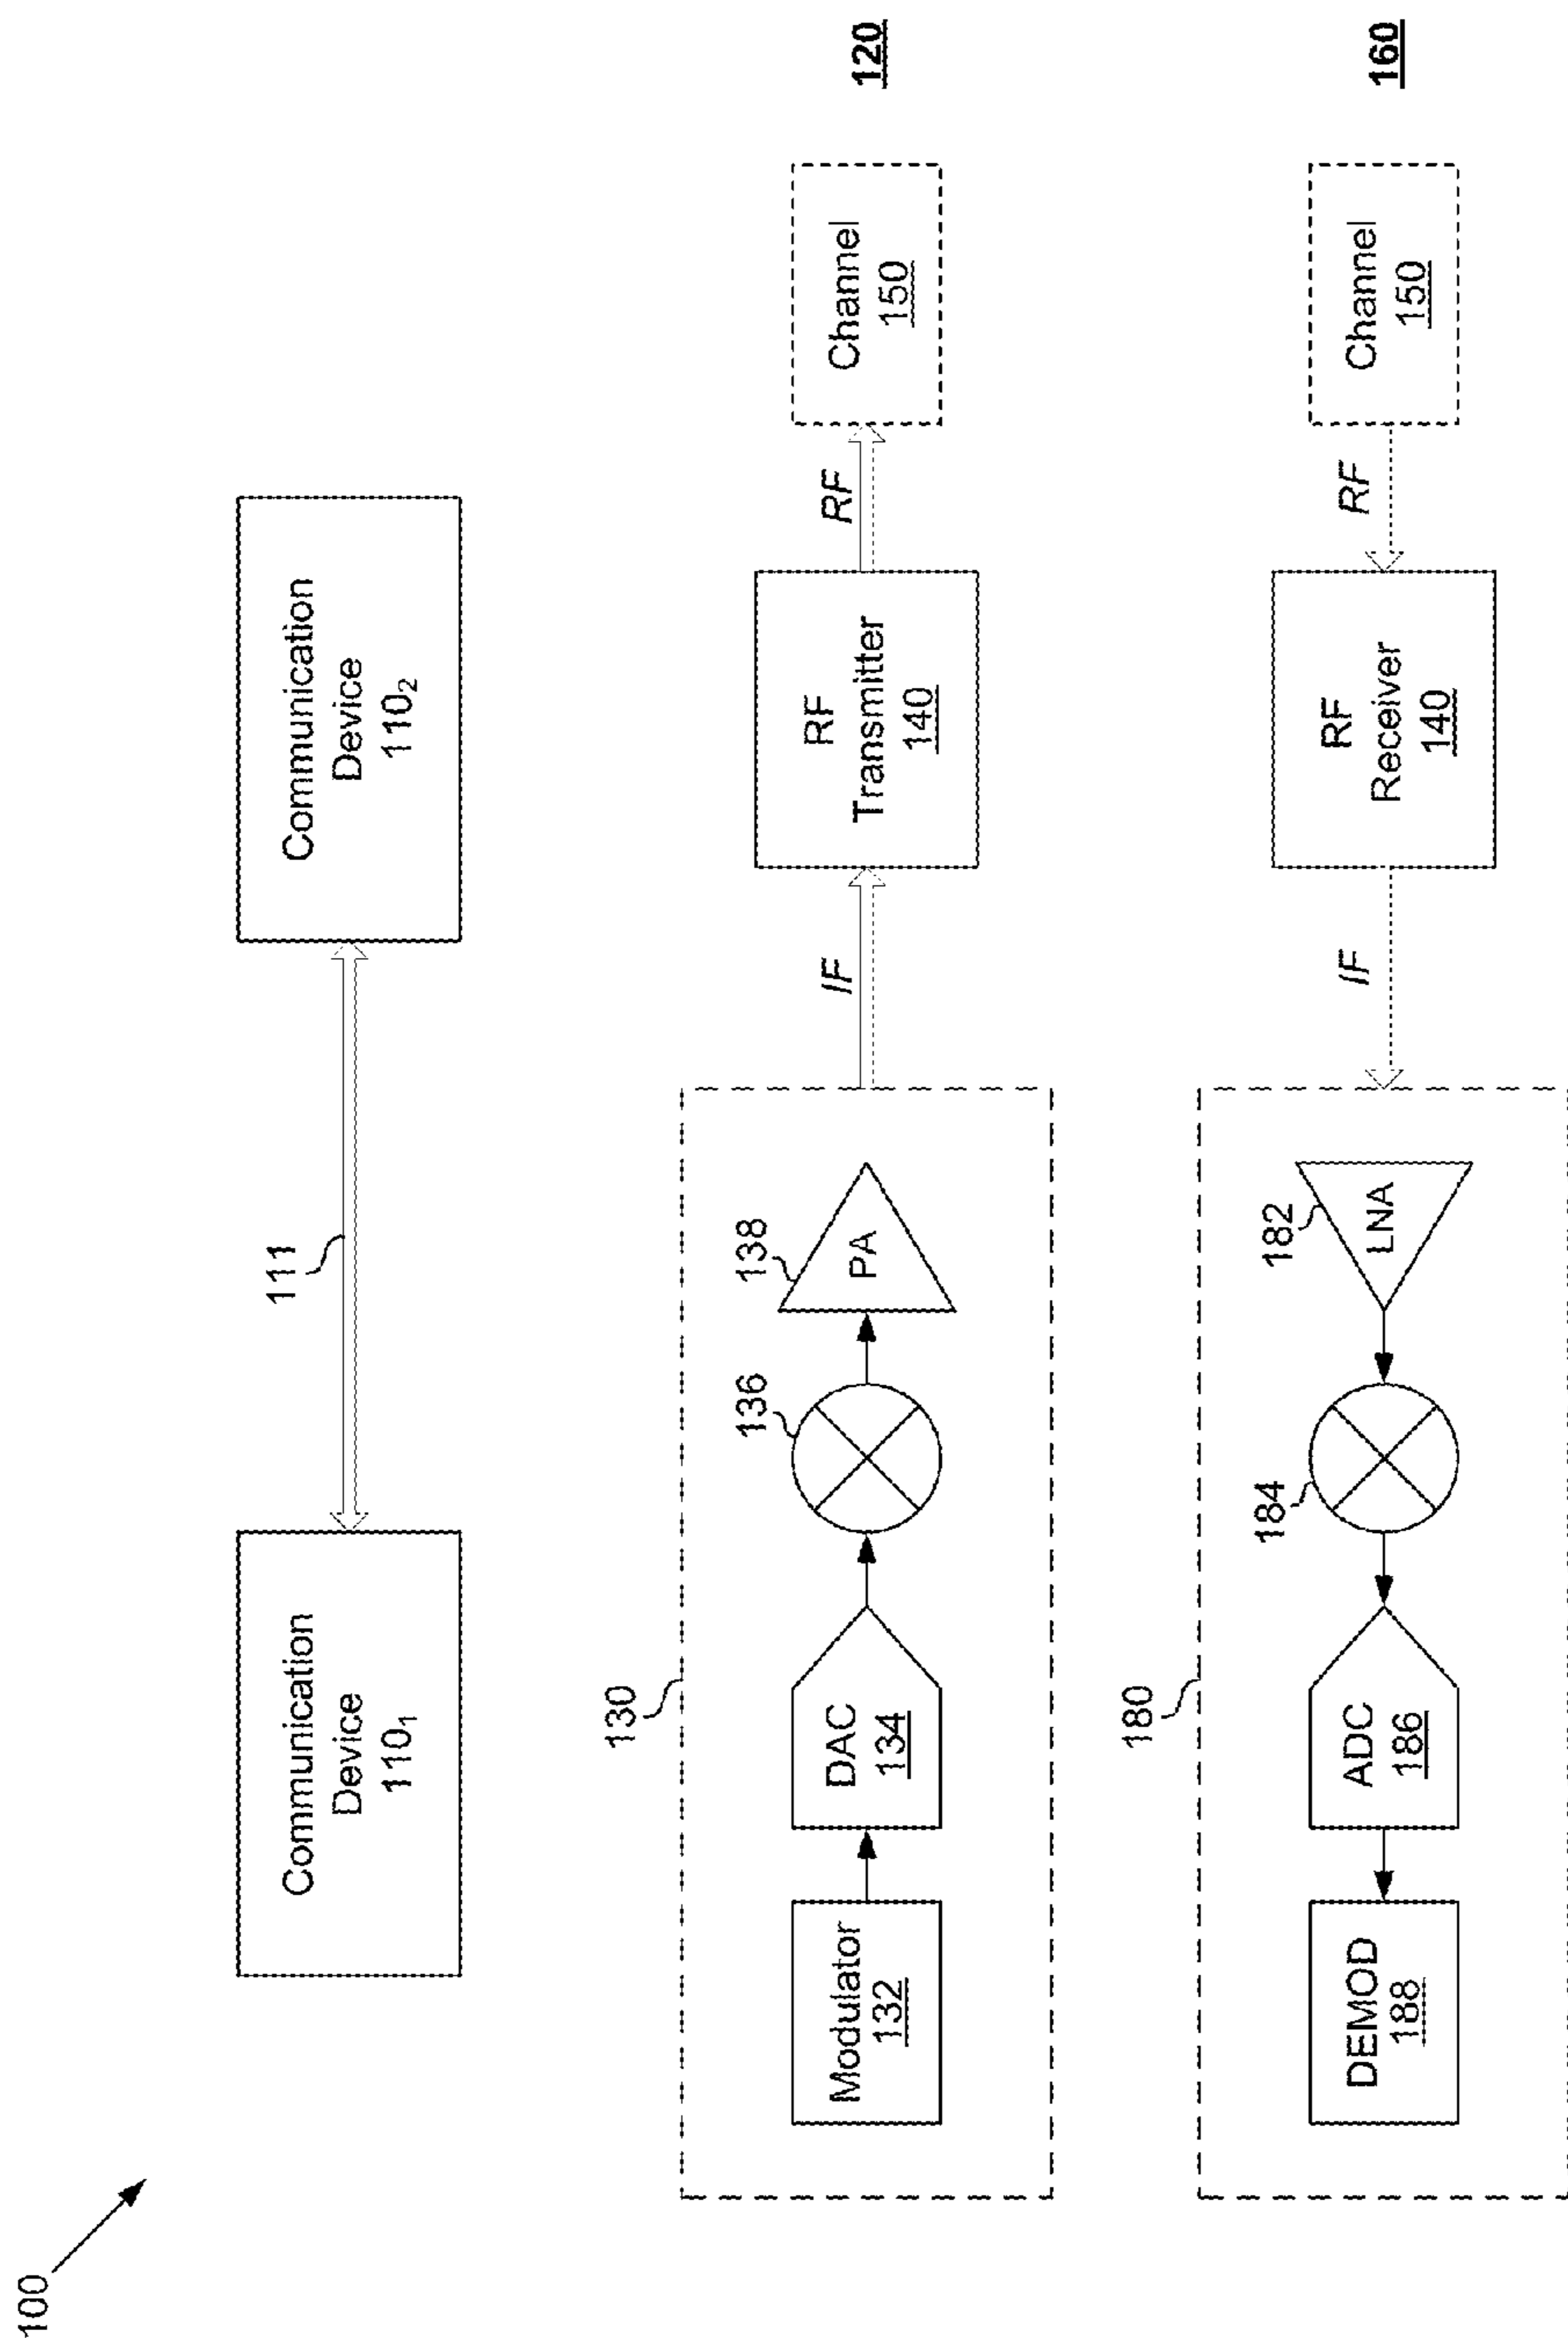 100
Communication
Device
110₁
111
Communication
Device
110₂
130
Modulator
132
DAC
134
136
138
PA
IF
RF
Transmitter
140
RF
Channel
150
120
180
DEMOD
188
ADC
186
184
182
LNA
IF
RF
Receiver
140
RF
Channel
150
160